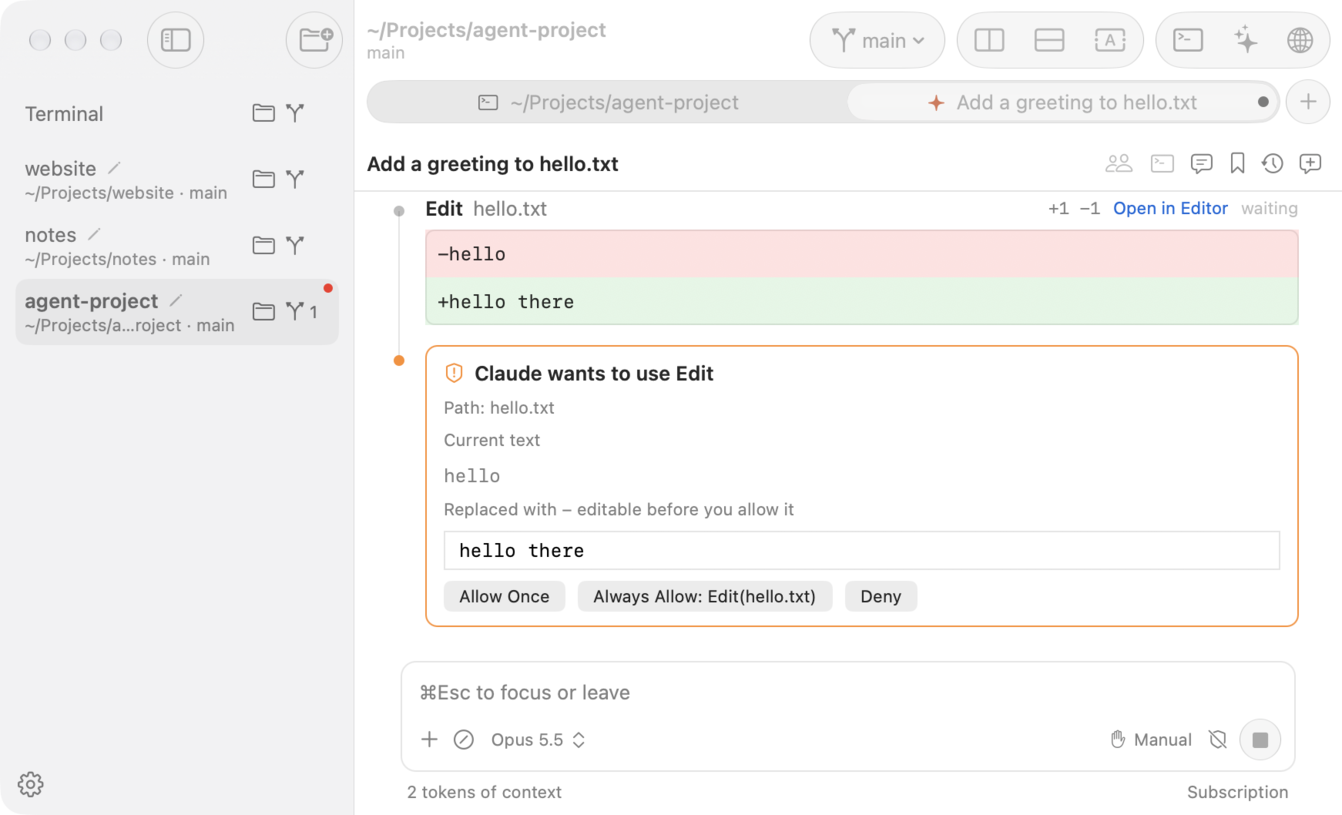 ~/Projects/agent-project
main
main
Terminal
~/Projects/agent-project
Add a greeting to hello.txt
website
~/Projects/website · main
notes
~/Projects/notes · main
agent-project
~/Projects/a...roject · main
1
Add a greeting to hello.txt
Edit hello.txt
+1 −1 Open in Editor waiting
−hello
+hello there
Claude wants to use Edit
Path: hello.txt
Current text
hello
Replaced with – editable before you allow it
hello there
Allow Once
Always Allow: Edit(hello.txt)
Deny
⌘Esc to focus or leave
Opus 5.5
Manual
2 tokens of context
Subscription